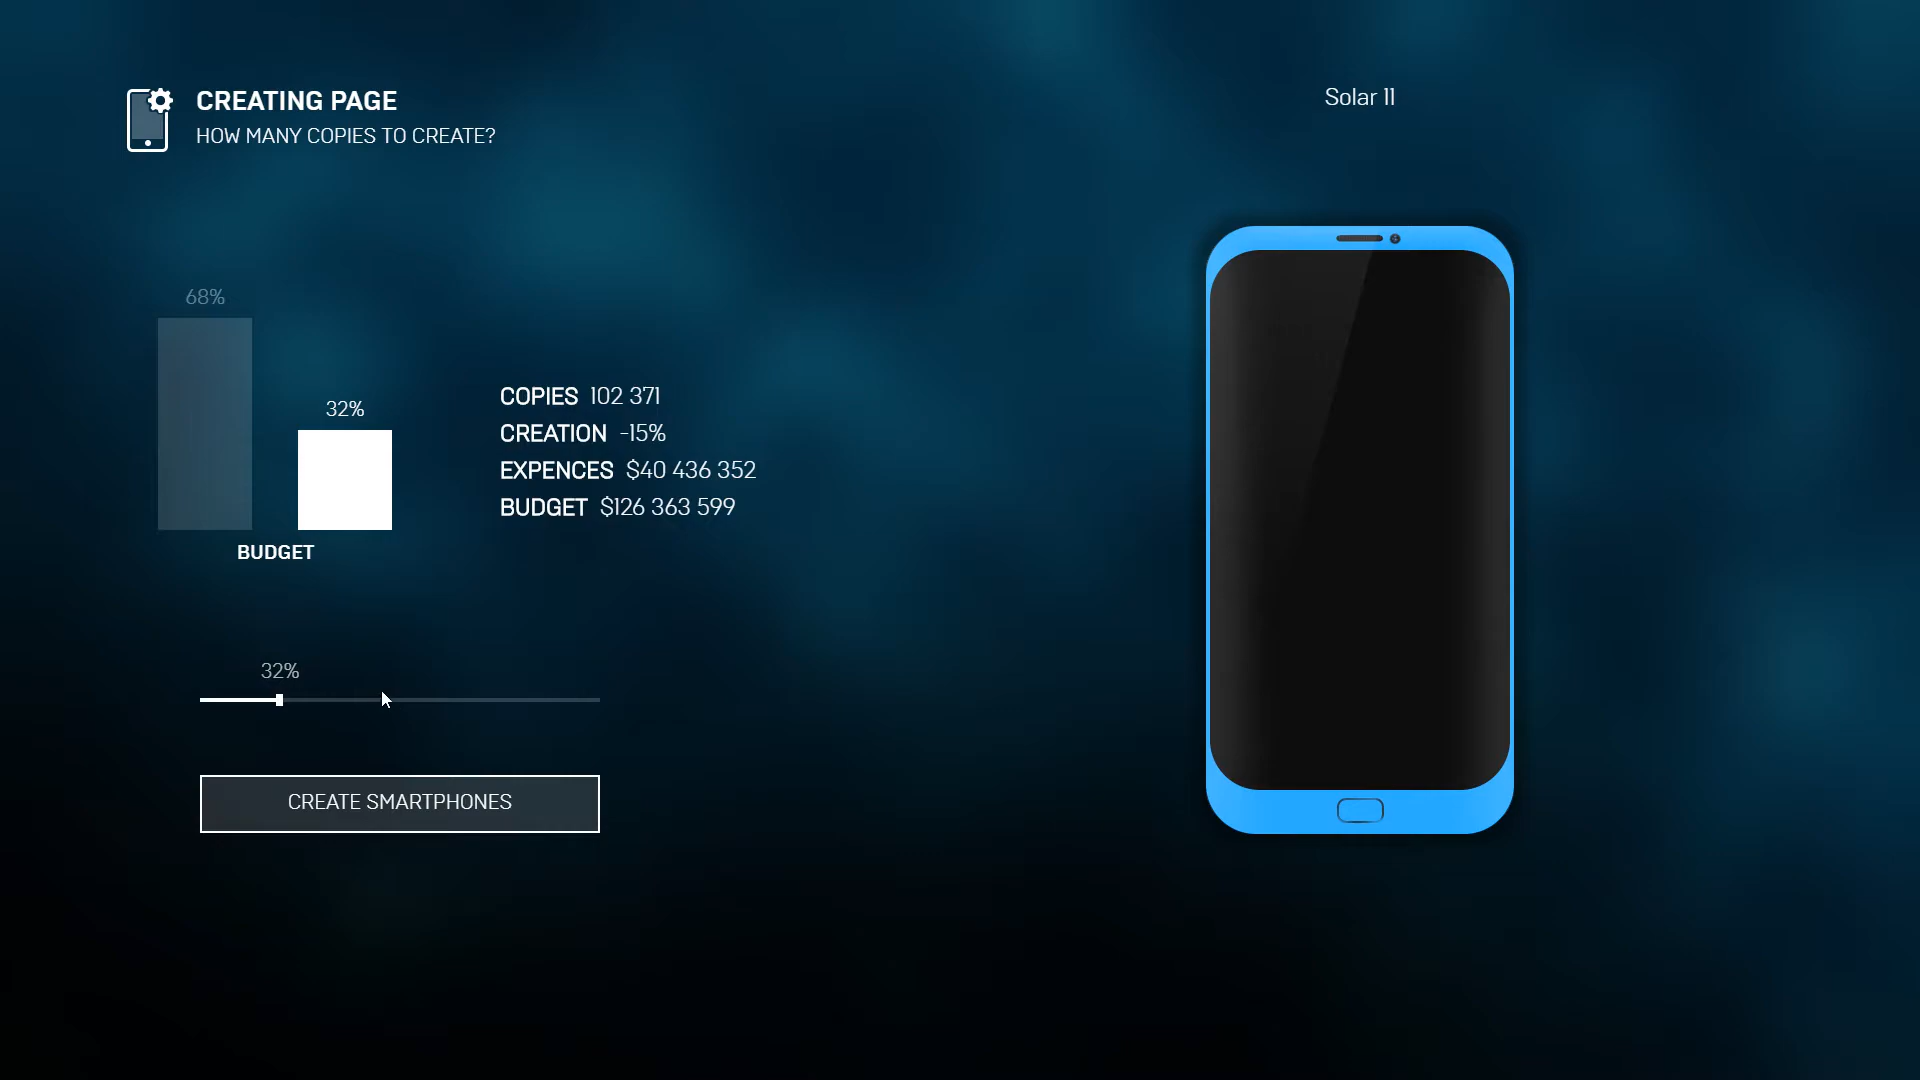 CREATING PAGE
HOW MANY COPIES TO CREATE?
Solar 11
68%
32%
BUDGET
COPIES 102 371
CREATION -15%
EXPENCES $40 436 352
BUDGET $126 363 599
32%
CREATE SMARTPHONES